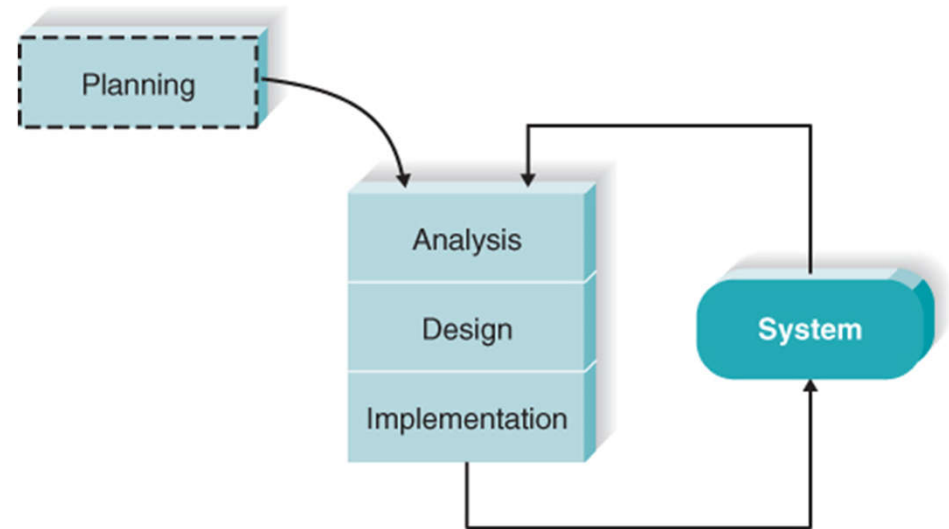 Planning
Analysis
Design
Implementation
System